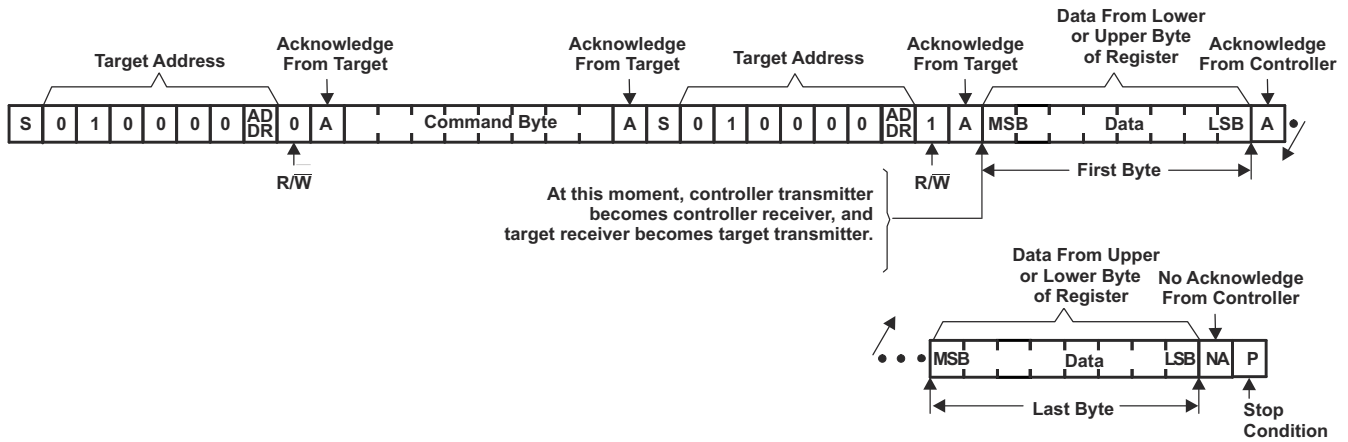 Target Address
Acknowledge
From Target
Acknowledge
From Target
Target Address
Acknowledge
From Target
Data From Lower
or Upper Byte
of Register
Acknowledge
From Controller
S 0 1 0 0 0 0 AD DR 0 A Command Byte A S 0 1 0 0 0 0 AD DR 1 A MSB Data LSB A
R/W̅
R/W̅
First Byte
At this moment, controller transmitter
becomes controller receiver, and
target receiver becomes target transmitter.
Data From Upper
or Lower Byte
of Register
No Acknowledge
From Controller
MSB Data LSB NA P
Last Byte
Stop
Condition